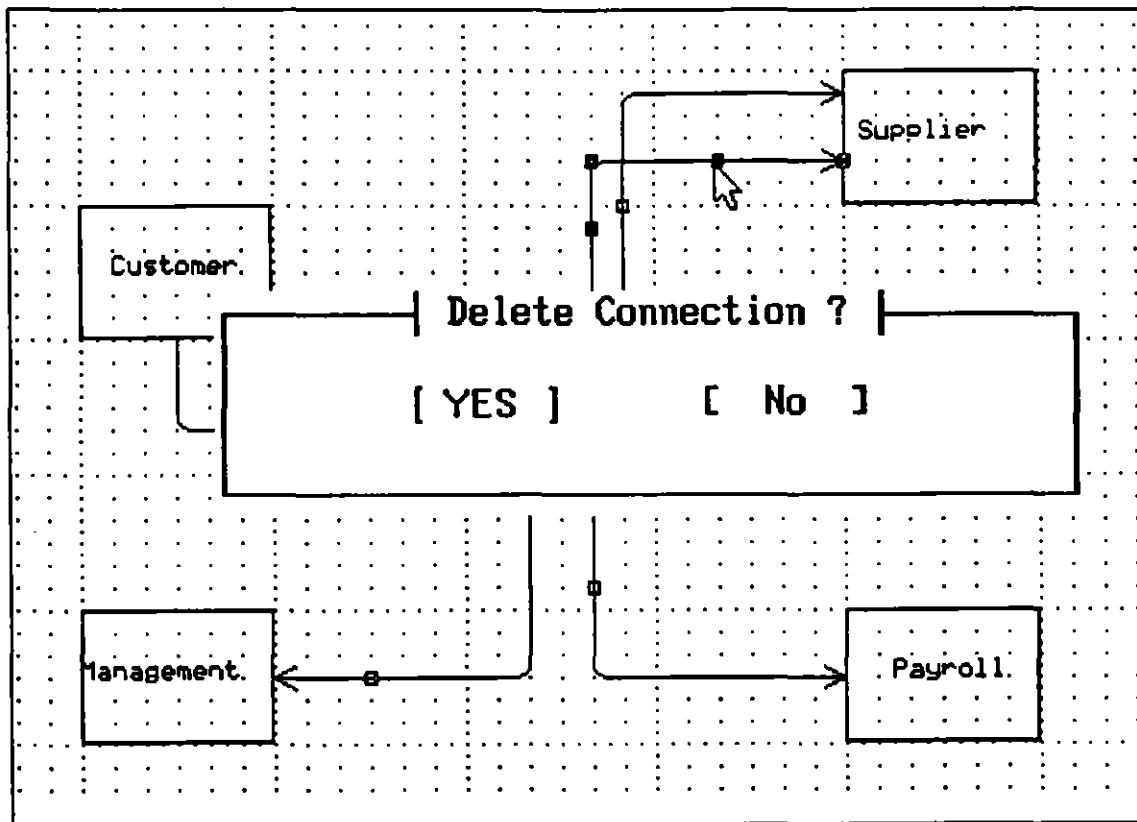 Supplier
Customer.
Delete Connection ?
[ YES ] [ No ]
Management.
Payroll.